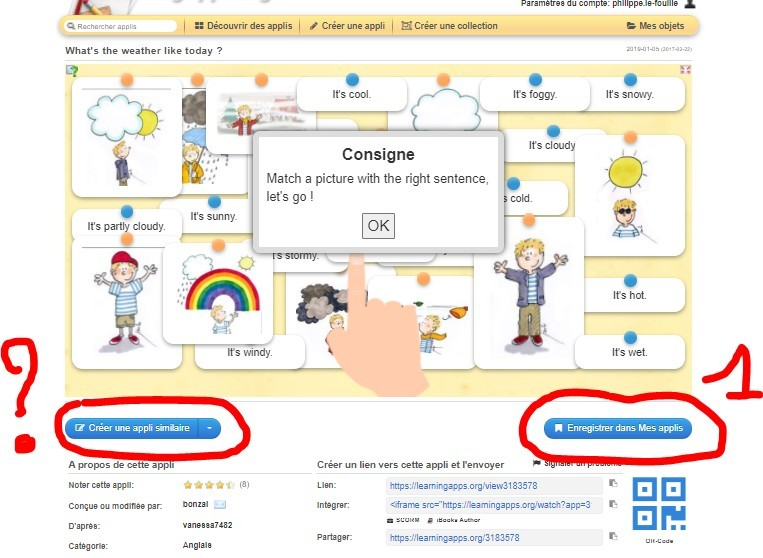 Paramètres du compte: philippe.le-fouille
Rechercher applis
Découvrir des applis
Créer une appli
Créer une collection
Mes objets
What's the weather like today ?
2019-01-05 (2017-02-22)
It's cool.
It's foggy.
It's snowy.
It's cloudy
Consigne
Match a picture with the right sentence,
let's go !
OK
s cold.
It's partly cloudy.
It's sunny.
t's stormy.
It's hot.
It's windy.
It's wet.
?
1
Créer une appli similaire
Enregistrer dans Mes applis
A propos de cette appli
Noter cette appli:
(8)
Conçue ou modifiée par:
bonzai
D'après:
vanessa7482
Catégorie:
Anglais
Créer un lien vers cette appli et l'envoyer
Signaler un problème
Lien:
https://learningapps.org/view3183578
Intégrer:
<iframe src="https://learningapps.org/watch?app=3
SCORM
iBooks Author
Partager:
https://learningapps.org/3183578
QR-Code